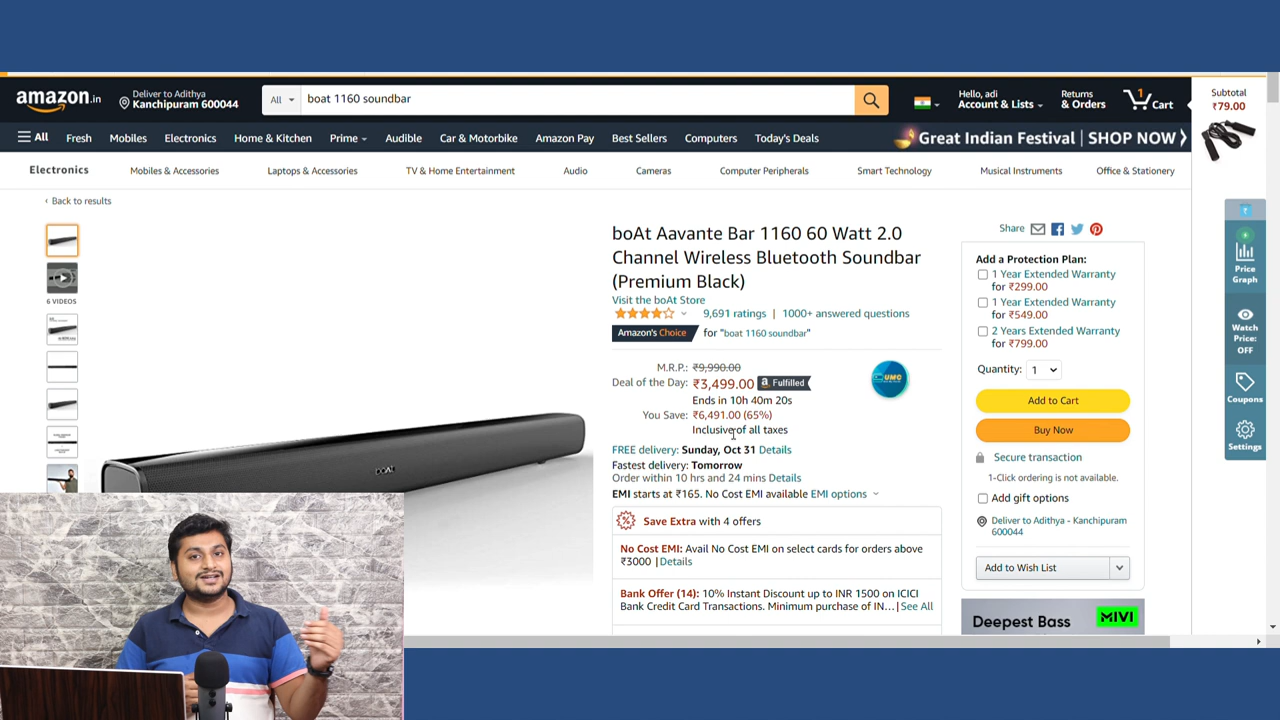 amazon.in
Deliver to Adithya
Kanchipuram 600044
All
boat 1160 soundbar
Hello, adi
Account & Lists
Returns
& Orders
1
Cart
Subtotal
₹79.00
All
Fresh
Mobiles
Electronics
Home & Kitchen
Prime
Audible
Car & Motorbike
Amazon Pay
Best Sellers
Computers
Today's Deals
Great Indian Festival | SHOP NOW
Electronics
Mobiles & Accessories
Laptops & Accessories
TV & Home Entertainment
Audio
Cameras
Computer Peripherals
Smart Technology
Musical Instruments
Office & Stationery
‹ Back to results
6 VIDEOS
boAt
boAt Aavante Bar 1160 60 Watt 2.0
Channel Wireless Bluetooth Soundbar
(Premium Black)
Visit the boAt Store
9,691 ratings | 1000+ answered questions
Amazon's Choice for "boat 1160 soundbar"
M.R.P.: ₹9,990.00
Deal of the Day: ₹3,499.00 a Fulfilled
Ends in 10h 40m 20s
You Save: ₹6,491.00 (65%)
Inclusive of all taxes
UMC
FREE delivery: Sunday, Oct 31 Details
Fastest delivery: Tomorrow
Order within 10 hrs and 24 mins Details
EMI starts at ₹165. No Cost EMI available EMI options
Save Extra with 4 offers
No Cost EMI: Avail No Cost EMI on select cards for orders above
₹3000 |Details
Bank Offer (14): 10% Instant Discount up to INR 1500 on ICICI
Bank Credit Card Transactions. Minimum purchase of IN...|See All
Share
Add a Protection Plan:
1 Year Extended Warranty
for ₹299.00
1 Year Extended Warranty
for ₹549.00
2 Years Extended Warranty
for ₹799.00
Quantity: 1
Add to Cart
Buy Now
Secure transaction
1-Click ordering is not available.
Add gift options
Deliver to Adithya - Kanchipuram
600044
Add to Wish List
Deepest Bass
MIVI
Price
Graph
Watch
Price:
OFF
Coupons
Settings